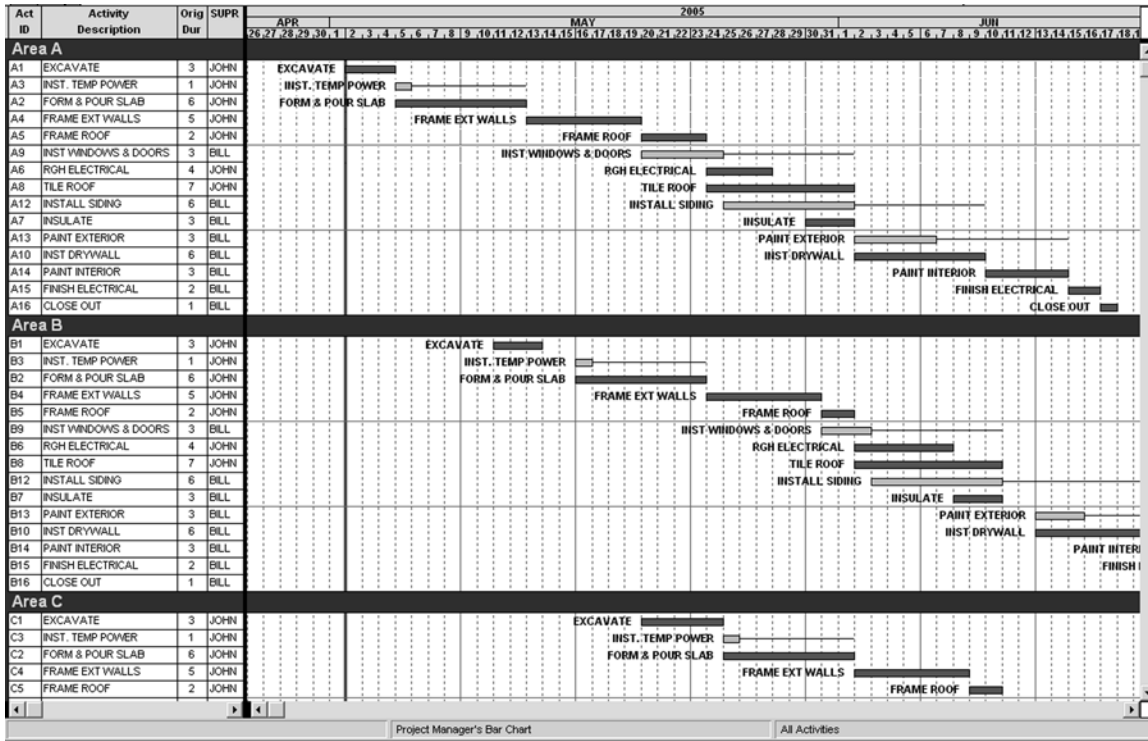 2005
Act Activity Orig SUPR APR MAY JUN
ID Description Dur 26 27 28 29 30 1 2 3 4 5 6 7 8 9 10 11 12 13 14 15 16 17 18 19 20 21 22 23 24 25 26 27 28 29 30 31 1 2 3 4 5 6 7 8 9 10 11 12 13 14 15 16 17 18
Area A
A1 EXCAVATE 3 JOHN EXCAVATE
A3 INST. TEMP POWER 1 JOHN INST. TEMP POWER
A2 FORM & POUR SLAB 6 JOHN FORM & POUR SLAB
A4 FRAME EXT WALLS 5 JOHN FRAME EXT WALLS
A5 FRAME ROOF 2 JOHN FRAME ROOF
A9 INST WINDOWS & DOORS 3 BILL INST WINDOWS & DOORS
A6 RGH ELECTRICAL 4 JOHN RGH ELECTRICAL
A8 TILE ROOF 7 JOHN TILE ROOF
A12 INSTALL SIDING 6 BILL INSTALL SIDING
A7 INSULATE 3 BILL INSULATE
A13 PAINT EXTERIOR 3 BILL PAINT EXTERIOR
A10 INST DRYWALL 6 BILL INST DRYWALL
A14 PAINT INTERIOR 3 BILL PAINT INTERIOR
A15 FINISH ELECTRICAL 2 BILL FINISH ELECTRICAL
A16 CLOSE OUT 1 BILL CLOSE OUT
Area B
B1 EXCAVATE 3 JOHN EXCAVATE
B3 INST. TEMP POWER 1 JOHN INST. TEMP POWER
B2 FORM & POUR SLAB 6 JOHN FORM & POUR SLAB
B4 FRAME EXT WALLS 5 JOHN FRAME EXT WALLS
B5 FRAME ROOF 2 JOHN FRAME ROOF
B9 INST WINDOWS & DOORS 3 BILL INST WINDOWS & DOORS
B6 RGH ELECTRICAL 4 JOHN RGH ELECTRICAL
B8 TILE ROOF 7 JOHN TILE ROOF
B12 INSTALL SIDING 6 BILL INSTALL SIDING
B7 INSULATE 3 BILL INSULATE
B13 PAINT EXTERIOR 3 BILL PAINT EXTERIOR
B10 INST DRYWALL 6 BILL INST DRYWALL
B14 PAINT INTERIOR 3 BILL PAINT INTER
B15 FINISH ELECTRICAL 2 BILL FINISH
B16 CLOSE OUT 1 BILL
Area C
C1 EXCAVATE 3 JOHN EXCAVATE
C3 INST. TEMP POWER 1 JOHN INST. TEMP POWER
C2 FORM & POUR SLAB 6 JOHN FORM & POUR SLAB
C4 FRAME EXT WALLS 5 JOHN FRAME EXT WALLS
C5 FRAME ROOF 2 JOHN FRAME ROOF
Project Manager's Bar Chart All Activities